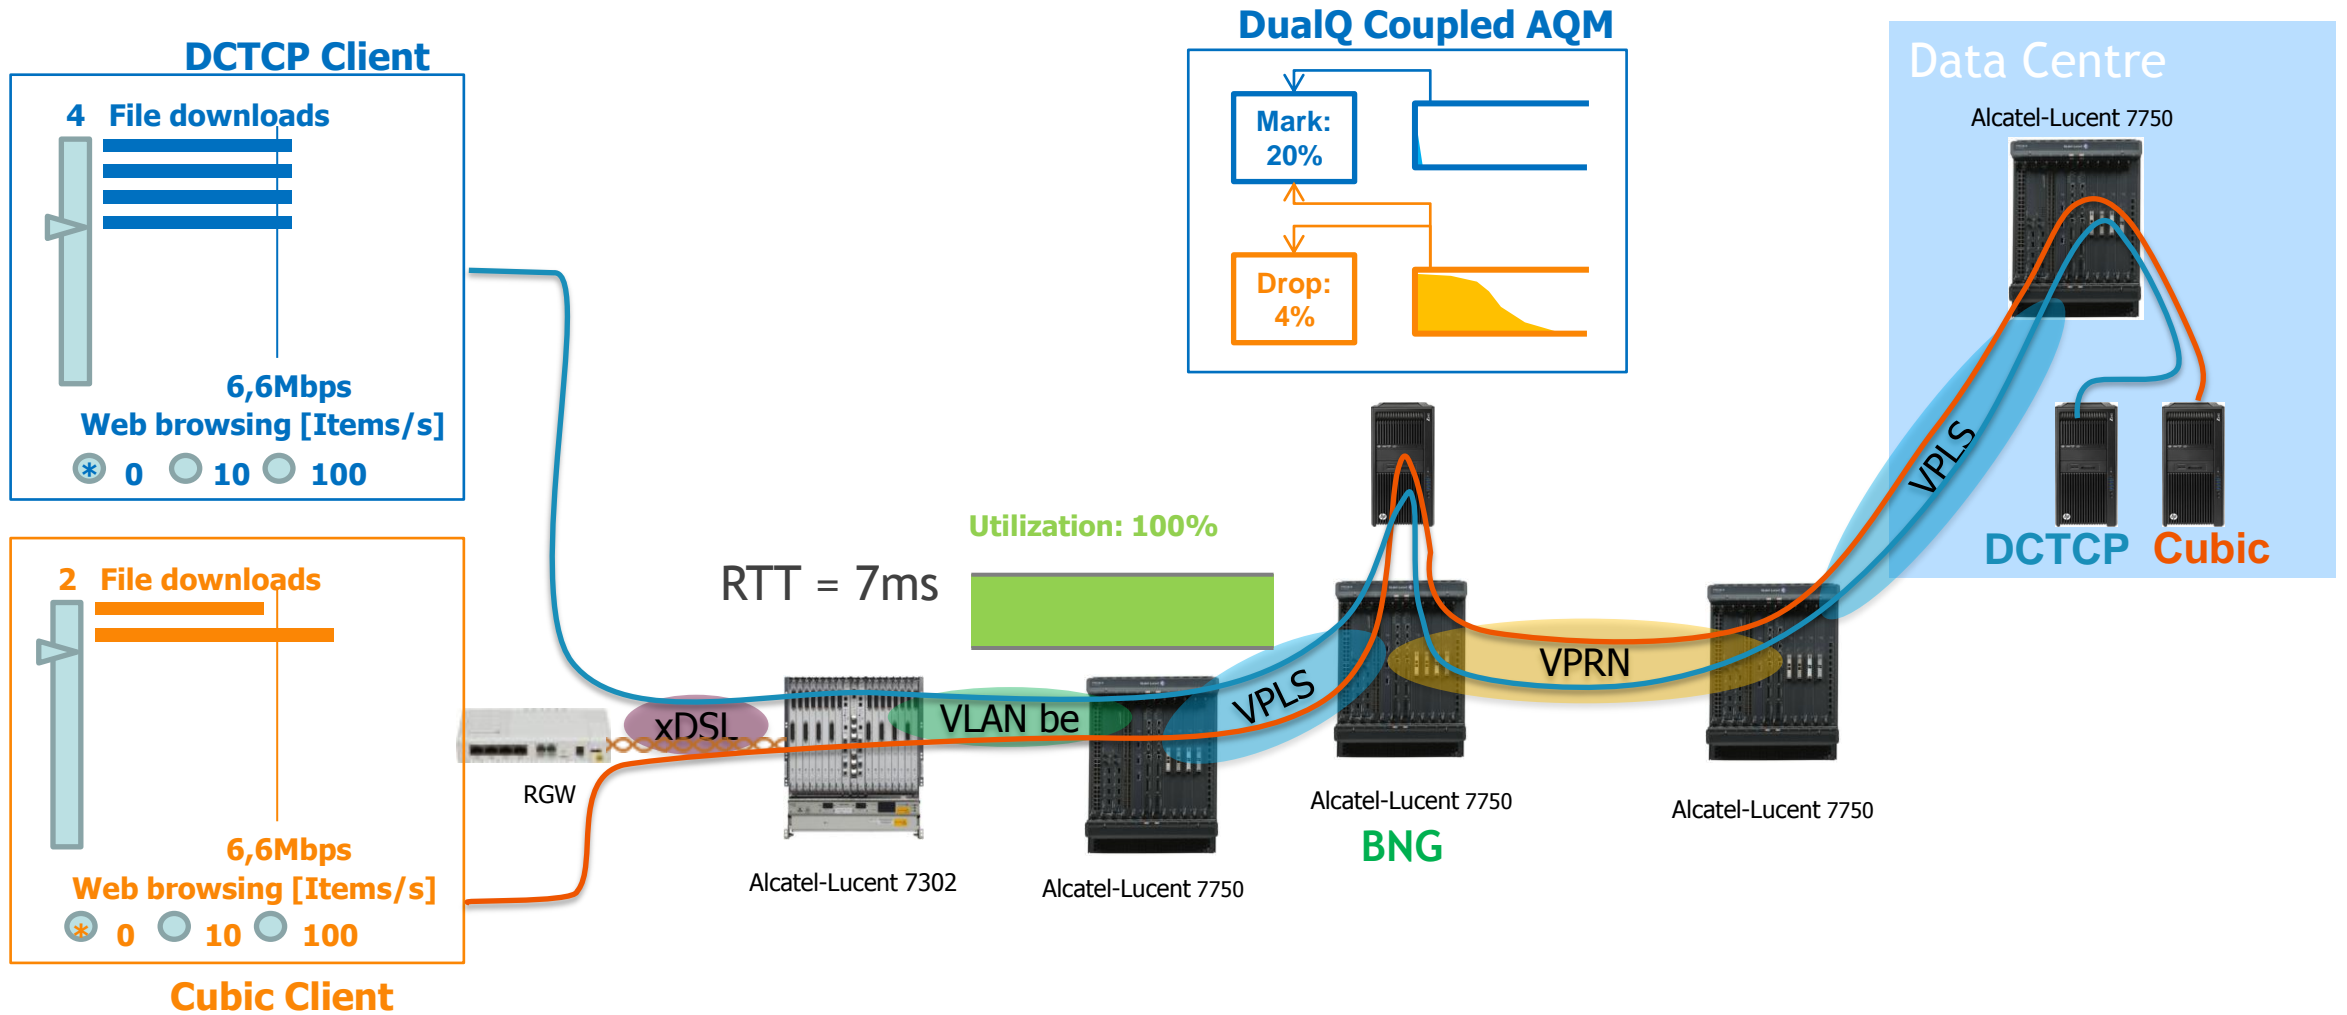 DualQ Coupled AQM
DCTCP Client
4 File downloads
6,6Mbps
Web browsing [Items/s]
* 0 10 100
Mark:
20%
Drop:
4%
Data Centre
Alcatel-Lucent 7750
VPLS
DCTCP Cubic
Utilization: 100%
RTT = 7ms
2 File downloads
6,6Mbps
Web browsing [Items/s]
* 0 10 100
Cubic Client
RGW
xDSL
VLAN be
VPLS
VPRN
Alcatel-Lucent 7302
Alcatel-Lucent 7750
Alcatel-Lucent 7750
BNG
Alcatel-Lucent 7750